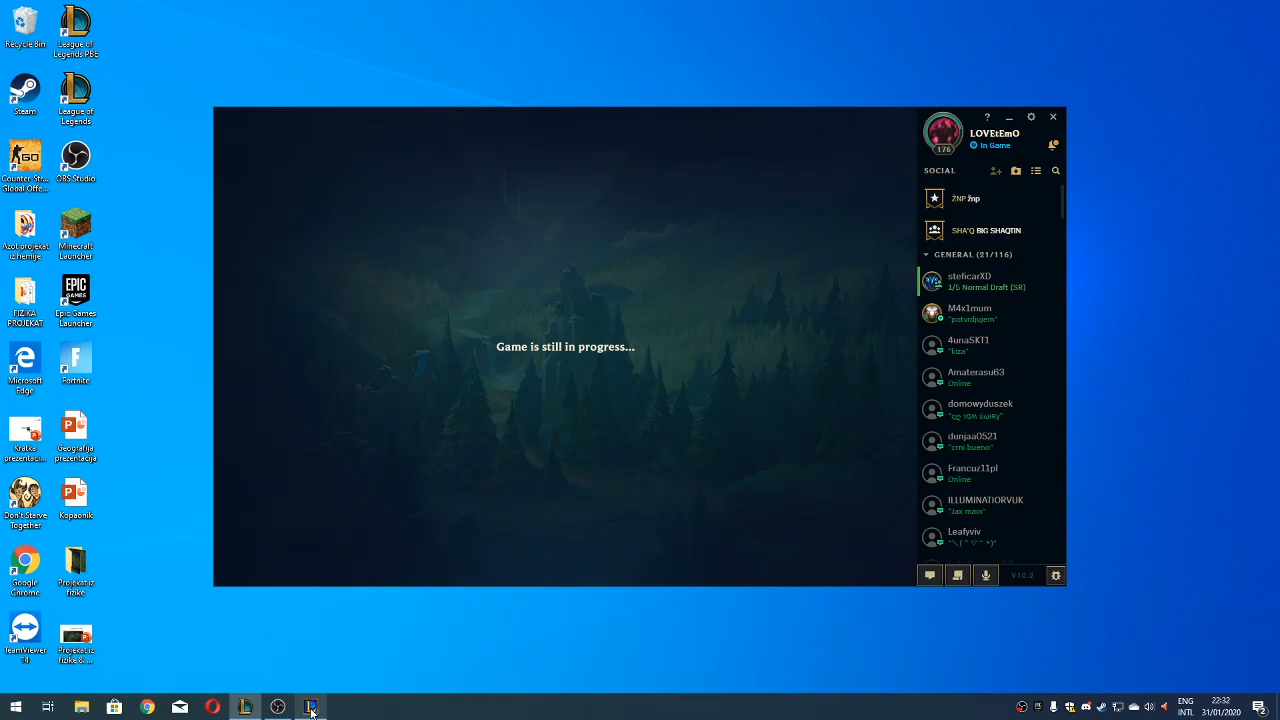 Recycle Bin
League of
Legends PBE
Steam
League of
Legends
Counter-Str...
Global Offe...
OBS Studio
Azot projekat
iz hemije
Minecraft
Launcher
FIZIKA
PROJEKAT
EPIC
GAMES
Epic Games
Launcher
Microsoft
Edge
Fortnite
Kratka
prezentaci...
Geografija
prezentacija
Don't Starve
Together
Kopaonik
Google
Chrome
Projekat iz
fizike
TeamViewer
14
Projekat iz
fizike 8. ...
Game is still in progress...
176
LOVEtEmO
In Game
SOCIAL
ŽNP žnp
SHA'Q BIG SHAQTIN
GENERAL (21/116)
steficarXD
1/5 Normal Draft (SR)
M4x1mum
"potvrdjujem"
4unaSKT1
"kiza"
Amaterasu63
Online
domowyduszek
dunjaa0521
"crni bueno"
Francuz11pl
Online
ILLUMINATIORVUK
"Jax main"
Leafyviv
V10.2
ENG
INTL
22:32
31/01/2020
2